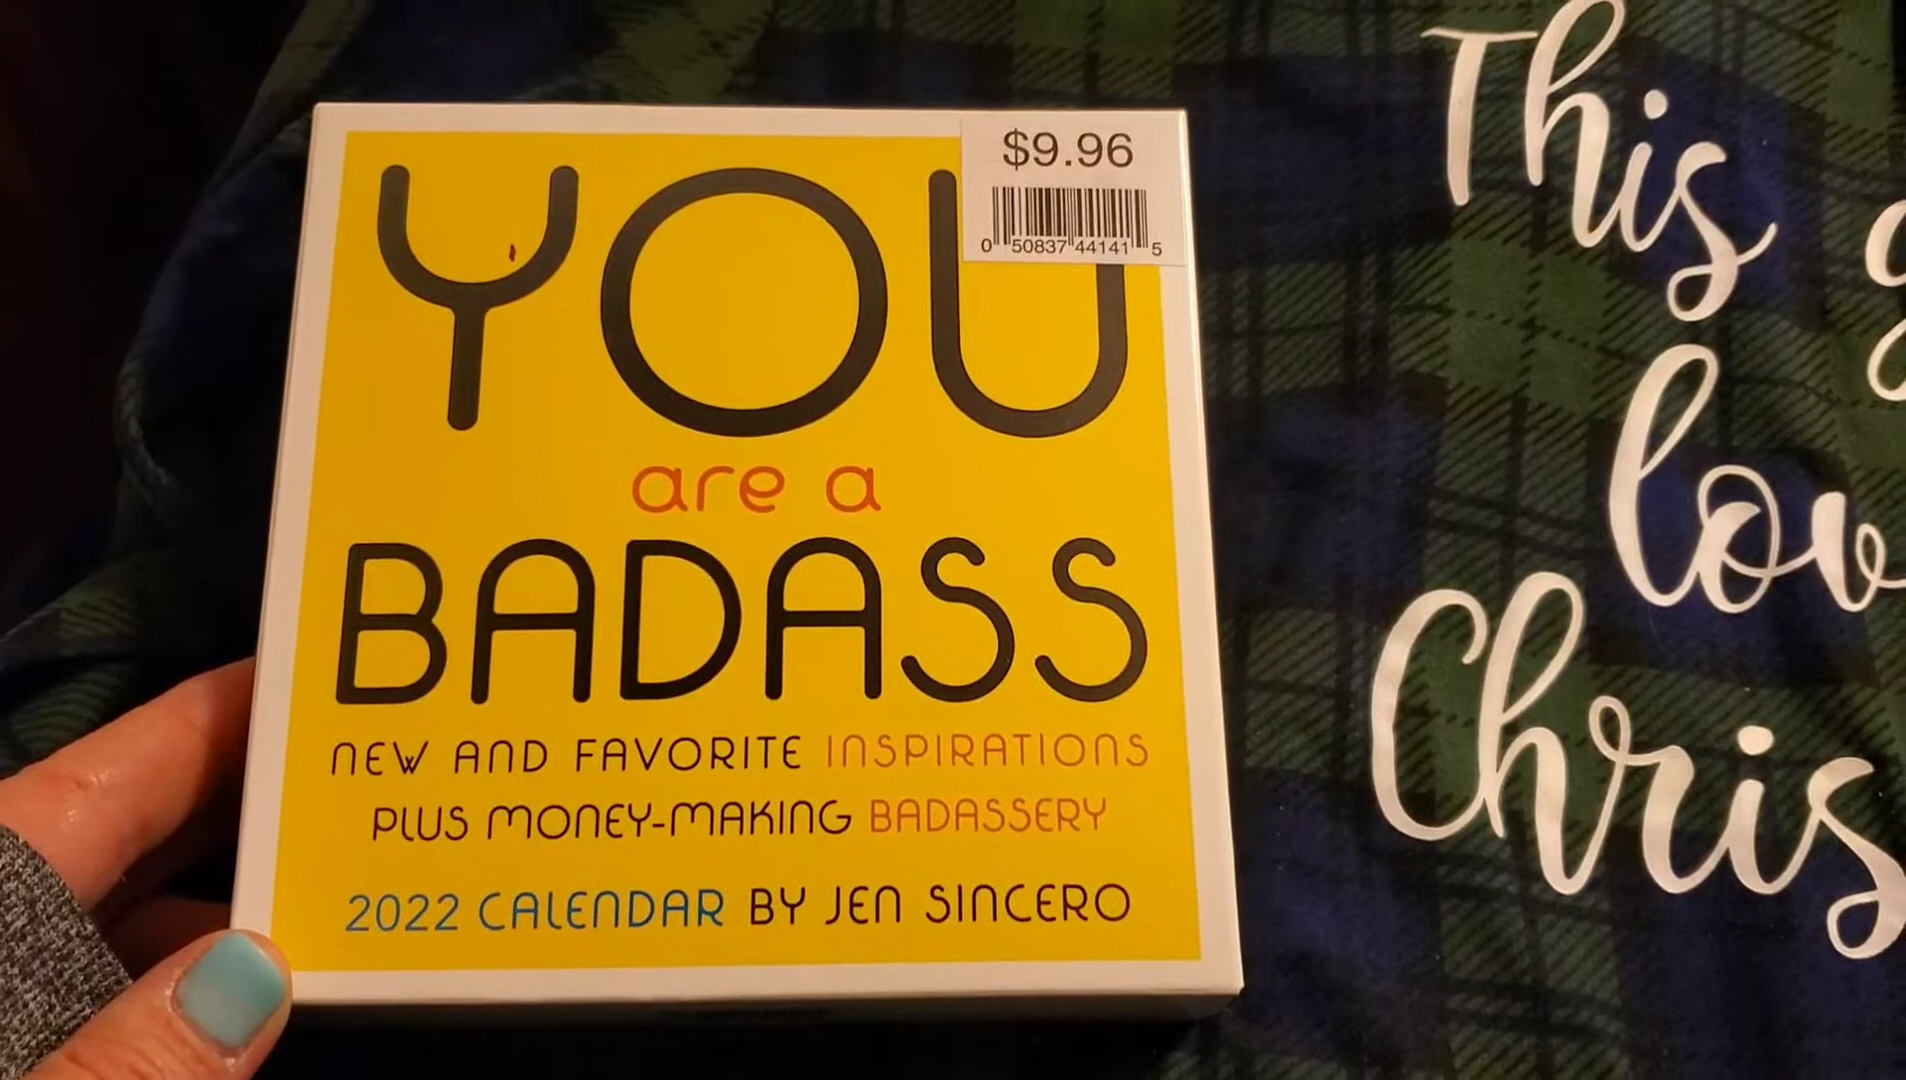 $9.96
0 50837 44141 5
YOU
are a
BADASS
NEW AND FAVORITE INSPIRATIONS
PLUS MONEY-MAKING BADASSERY
2022 CALENDAR BY JEN SINCERO
This